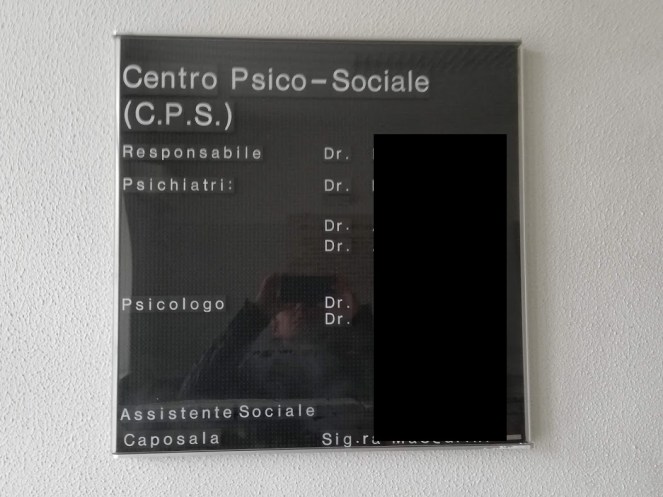 Centro Psico-Sociale
(C.P.S.)
Responsabile Dr.
Psichiatri: Dr.
Dr.
Dr.
Psicologo Dr.
Dr.
Assistente Sociale
Caposala Sig.ra